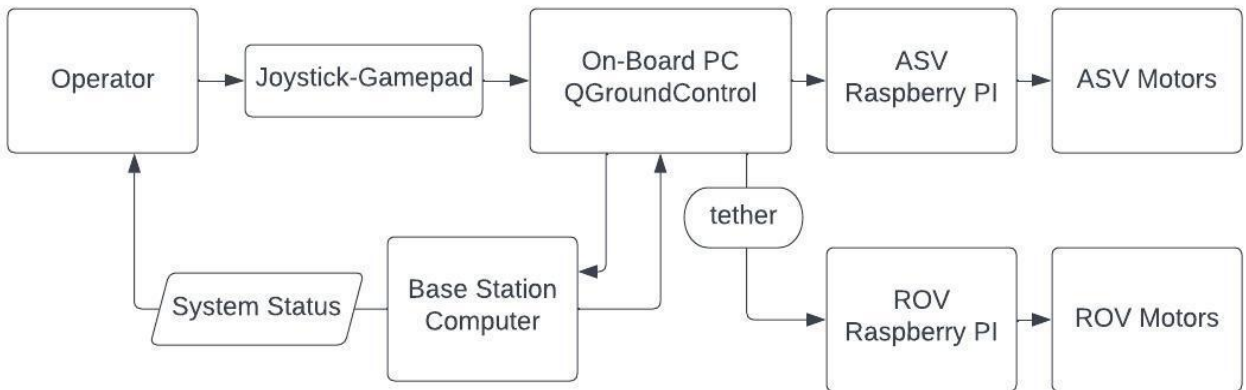 Operator
Joystick-Gamepad
On-Board PC
QGroundControl
ASV
Raspberry PI
ASV Motors
tether
System Status
Base Station
Computer
ROV
Raspberry PI
ROV Motors